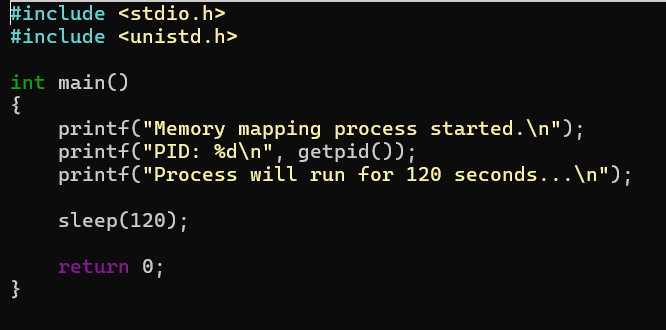 #include <stdio.h>
#include <unistd.h>
int main()
{
    printf("Memory mapping process started.\n");
    printf("PID: %d\n", getpid());
    printf("Process will run for 120 seconds...\n");
    sleep(120);
    return 0;
}